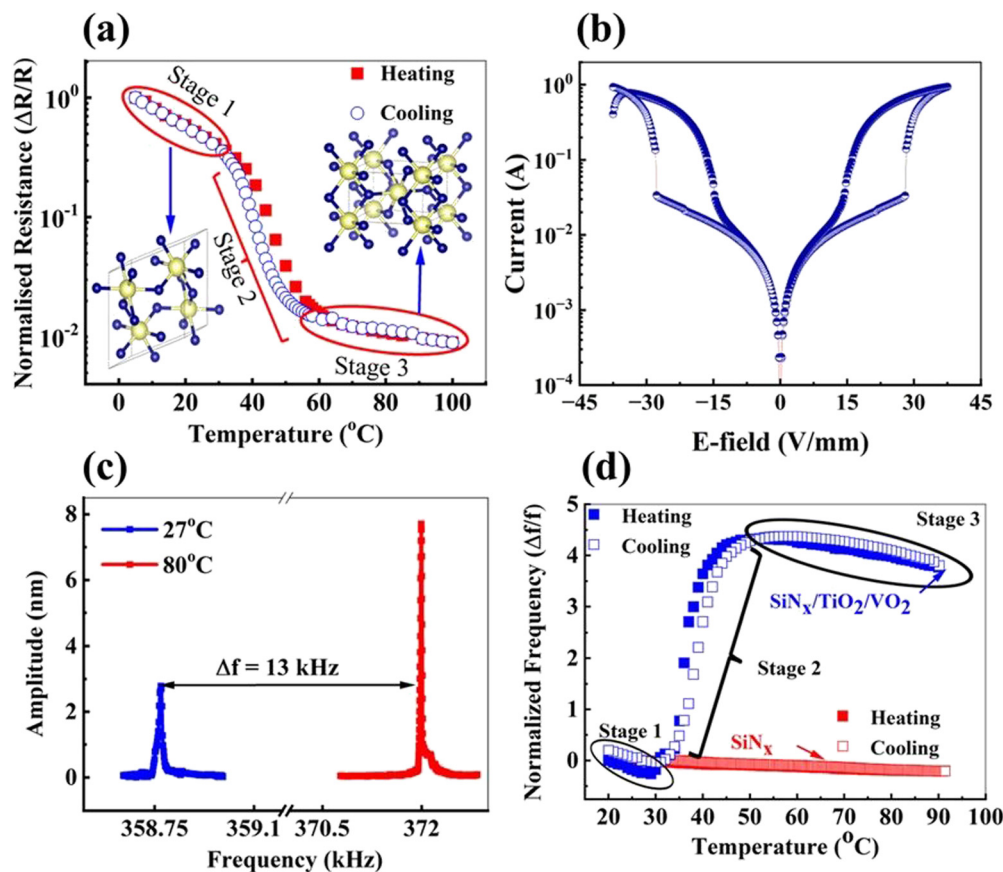 (a)
Normalised Resistance (ΔR/R)
10⁰
10⁻¹
10⁻²
Stage 1
Heating
Cooling
Stage 2
Stage 3
0 20 40 60 80 100
Temperature (°C)
(b)
Current (A)
10⁰
10⁻¹
10⁻²
10⁻³
10⁻⁴
−45 −30 −15 0 15 30 45
E-field (V/mm)
(c)
Amplitude (nm)
8
6
4
2
0
27°C
80°C
Δf = 13 kHz
358.75 359.1 370.5 372
Frequency (kHz)
(d)
Normalized Frequency (Δf/f)
5
4
3
2
1
0
−1
Heating
Cooling
Stage 3
SiNₓ/TiO₂/VO₂
Stage 2
Stage 1
Heating
SiNₓ
Cooling
20 30 40 50 60 70 80 90 100
Temperature (°C)